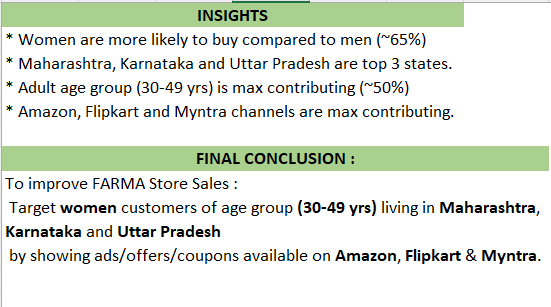 INSIGHTS
* Women are more likely to buy compared to men (~65%)
* Maharashtra, Karnataka and Uttar Pradesh are top 3 states.
* Adult age group (30-49 yrs) is max contributing (~50%)
* Amazon, Flipkart and Myntra channels are max contributing.
FINAL CONCLUSION :
To improve FARMA Store Sales :
Target women customers of age group (30-49 yrs) living in Maharashtra,
Karnataka and Uttar Pradesh
by showing ads/offers/coupons available on Amazon, Flipkart & Myntra.